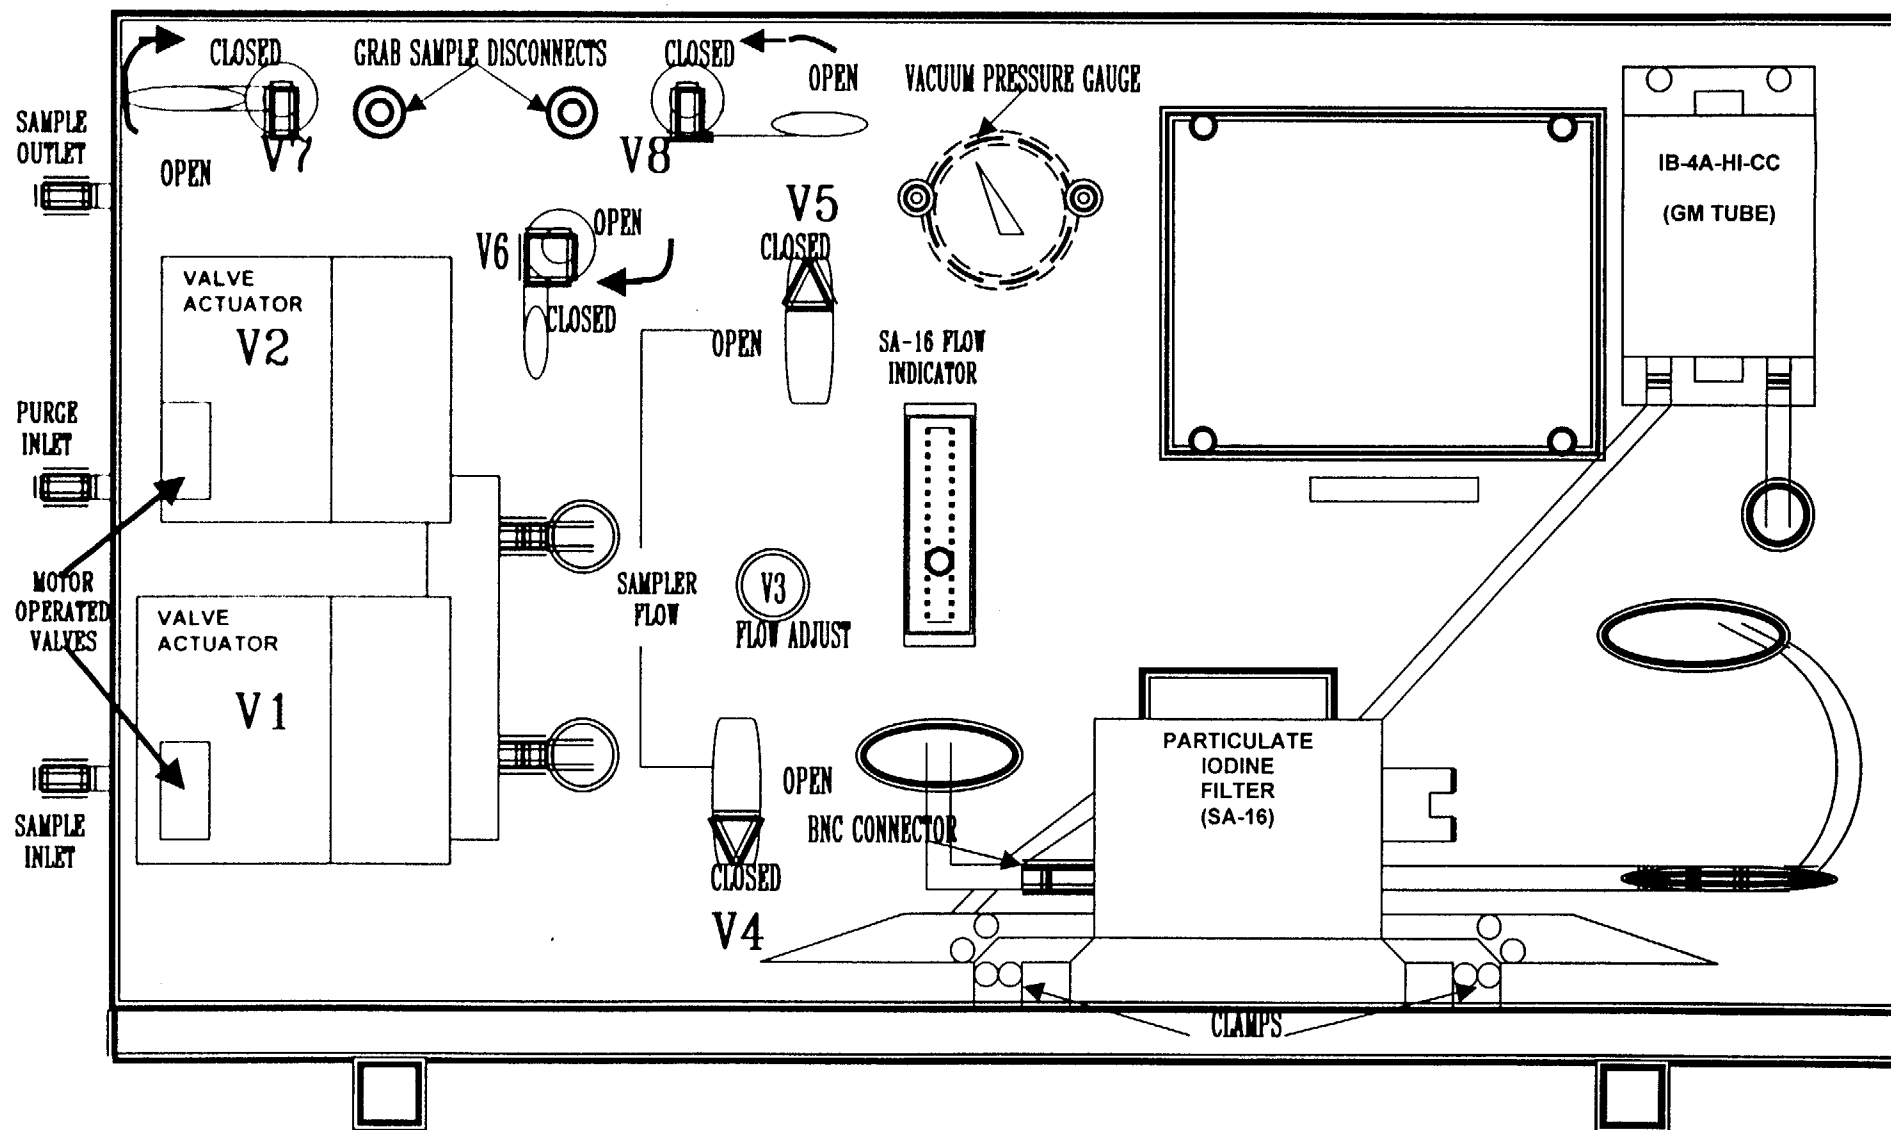 CLOSED
GRAB SAMPLE DISCONNECTS
CLOSED
OPEN
VACUUM PRESSURE GAUGE
SAMPLE
OUTLET
V7
OPEN
V8
IB-4A-HI-CC
(GM TUBE)
V5
CLOSED
V6
OPEN
CLOSED
VALVE
ACTUATOR
V2
OPEN
SA-16 FLOW
INDICATOR
PURGE
INLET
MOTOR
OPERATED
VALVES
SAMPLER
FLOW
V3
FLOW ADJUST
VALVE
ACTUATOR
V1
SAMPLE
INLET
OPEN
CLOSED
V4
BNC CONNECTOR
PARTICULATE
IODINE
FILTER
(SA-16)
CLAMPS